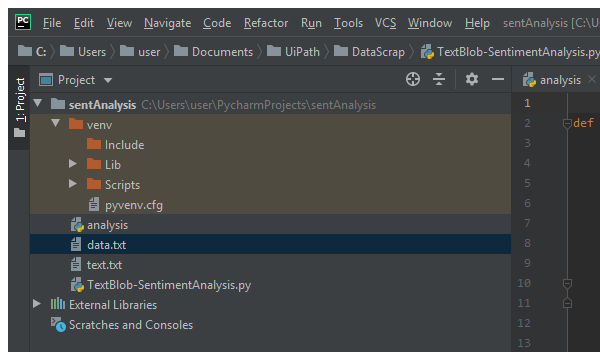 PC File Edit View Navigate Code Refactor Run Tools VCS Window Help sentAnalysis [C:\U
C: Users user Documents UiPath DataScrap TextBlob-SentimentAnalysis.py
1: Project
Project
analysis
sentAnalysis C:\Users\user\PycharmProjects\sentAnalysis
1
venv
2 def
Include
3
Lib
4
Scripts
5
pyvenv.cfg
6
analysis
7
data.txt
8
text.txt
9
TextBlob-SentimentAnalysis.py
10
External Libraries
11
Scratches and Consoles
12
13